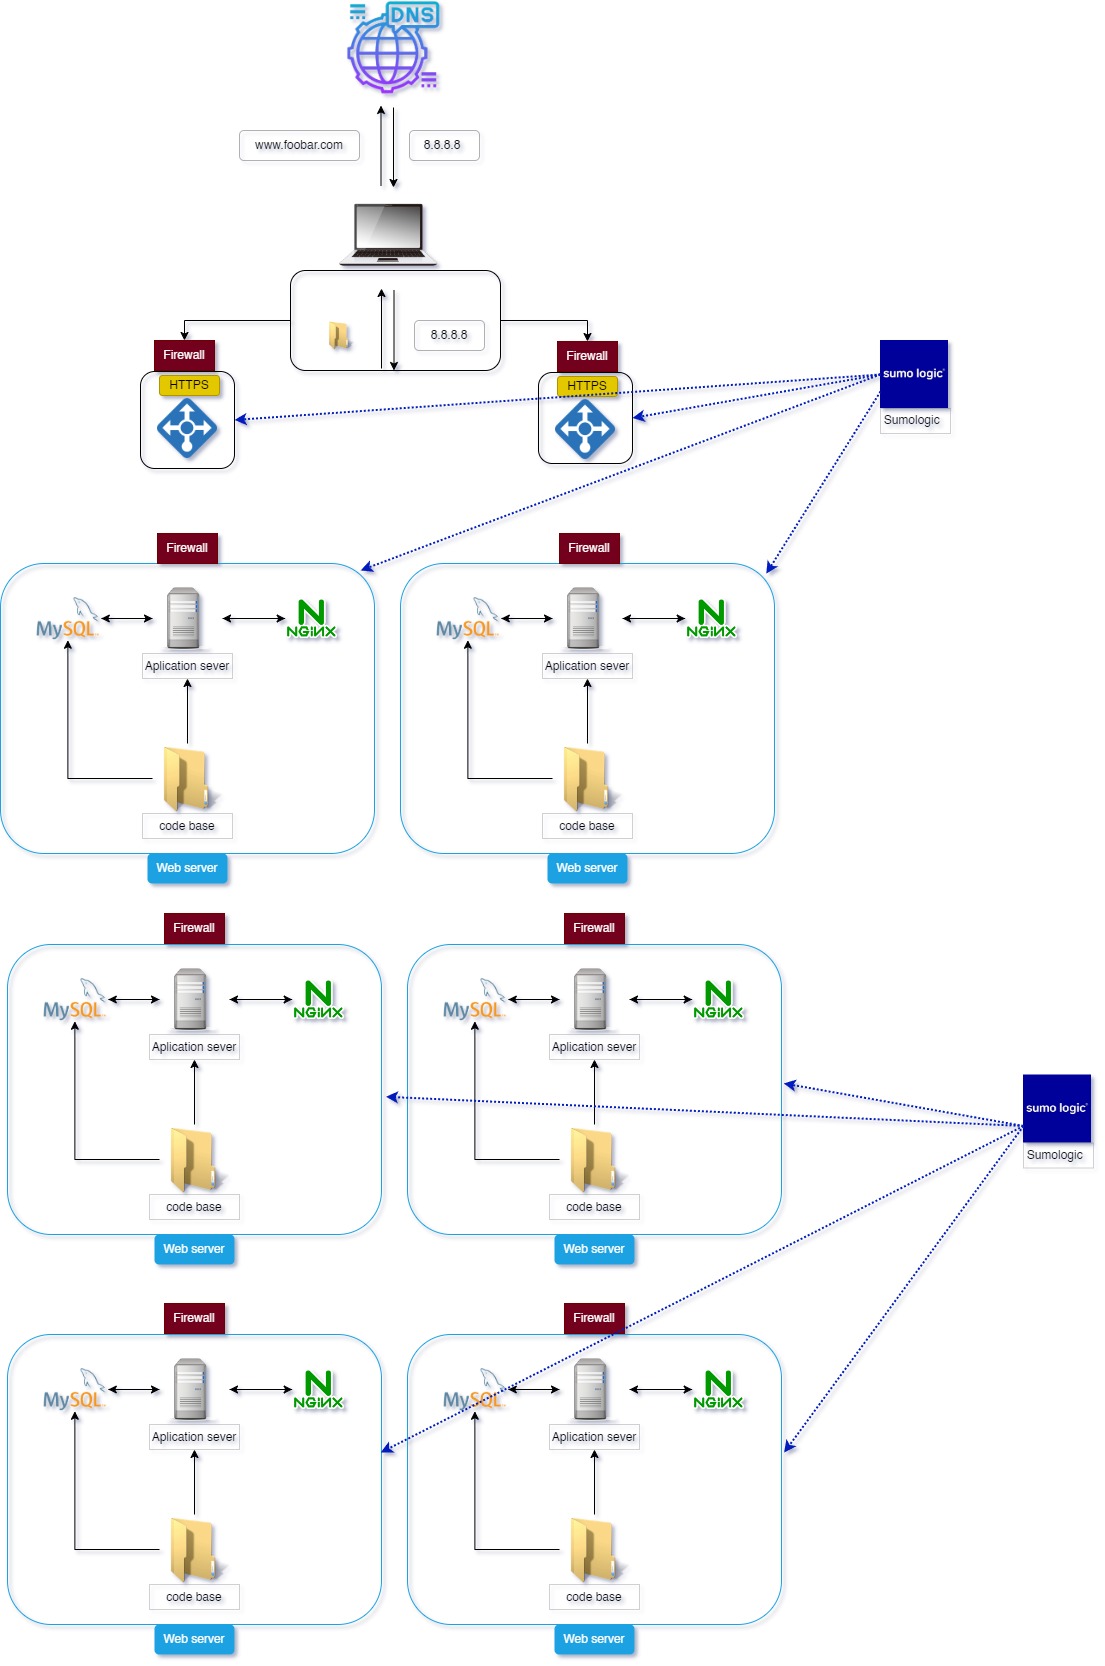 DNS
www.foobar.com
8.8.8.8
8.8.8.8
Firewall
Firewall
HTTPS
HTTPS
sumo logic
Sumologic
Firewall
Firewall
MySQL
NGINX
MySQL
NGINX
Aplication sever
Aplication sever
code base
code base
Web server
Web server
Firewall
Firewall
MySQL
NGINX
MySQL
NGINX
Aplication sever
Aplication sever
sumo logic
Sumologic
code base
code base
Web server
Web server
Firewall
Firewall
MySQL
NGINX
MySQL
NGINX
Aplication sever
Aplication sever
code base
code base
Web server
Web server